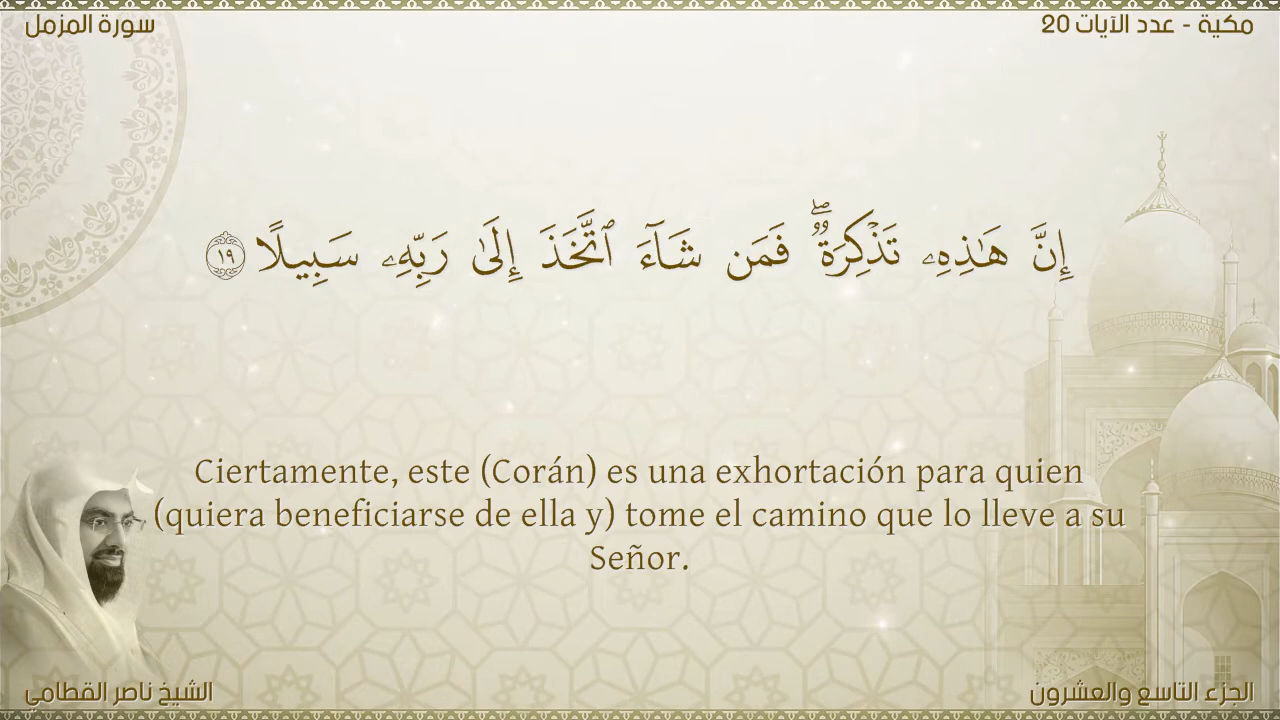 سورة المزمل
مكية - عدد الآيات 20
إِنَّ هَـٰذِهِۦ تَذْكِرَةٌ ۖ فَمَن شَآءَ ٱتَّخَذَ إِلَىٰ رَبِّهِۦ سَبِيلًا ١٩
Ciertamente, este (Corán) es una exhortación para quien
(quiera beneficiarse de ella y) tome el camino que lo lleve a su
Señor.
الشيخ ناصر القطامي
الجزء التاسع والعشرون